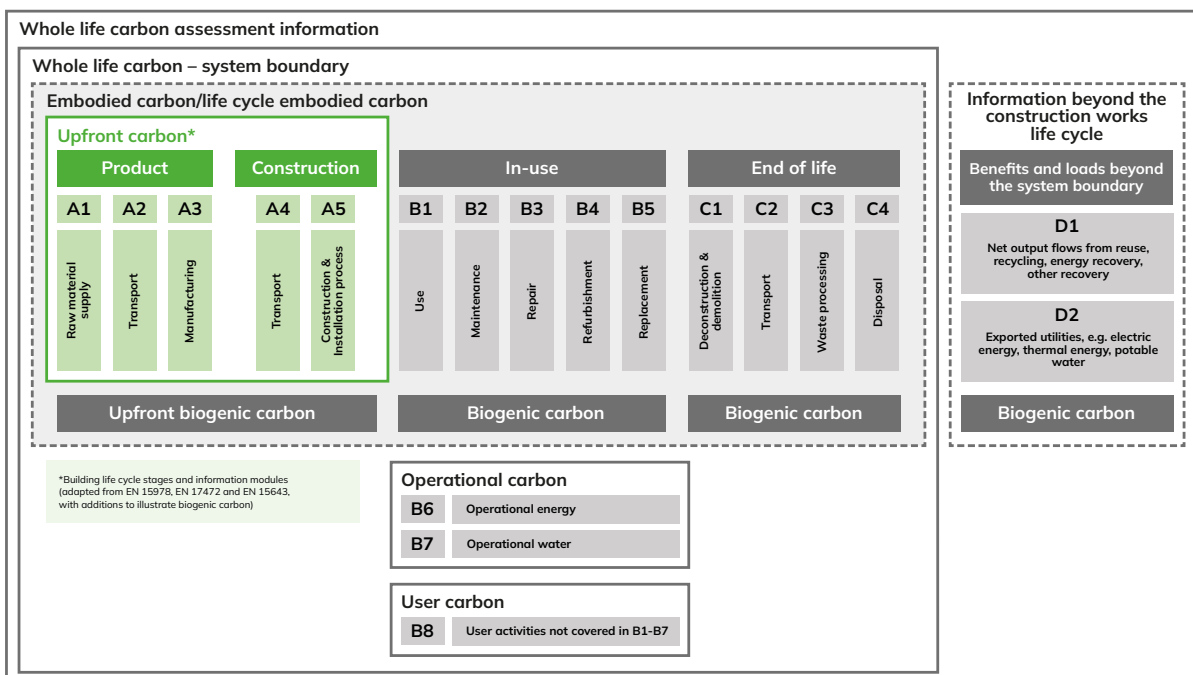 Whole life carbon assessment information
Whole life carbon – system boundary
Embodied carbon/life cycle embodied carbon
Upfront carbon*
Product
Construction
In-use
End of life
A1
A2
A3
A4
A5
B1
B2
B3
B4
B5
C1
C2
C3
C4
Raw material
supply
Transport
Manufacturing
Transport
Construction &
Installation process
Use
Maintenance
Repair
Refurbishment
Replacement
Deconstruction &
demolition
Transport
Waste processing
Disposal
Upfront biogenic carbon
Biogenic carbon
Biogenic carbon
Information beyond the
construction works
life cycle
Benefits and loads beyond
the system boundary
D1
Net output flows from reuse,
recycling, energy recovery,
other recovery
D2
Exported utilities, e.g. electric
energy, thermal energy, potable
water
Biogenic carbon
*Building life cycle stages and information modules
(adapted from EN 15978, EN 17472 and EN 15643,
with additions to illustrate biogenic carbon)
Operational carbon
B6
Operational energy
B7
Operational water
User carbon
B8
User activities not covered in B1-B7